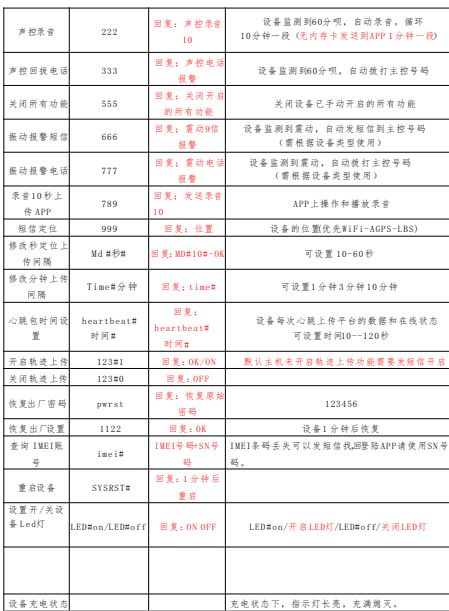 声控录音 222 回复：声控录音10 设备监测到60分呗，自动录音。循环10分钟一段（无内存卡发送到APP1分钟一段）
声控回拨电话 333 回复：声控电话报警 设备监测到60分呗，自动拨打主控号码
关闭所有功能 555 回复：关闭开启的所有功能 关闭设备已手动开启的所有功能
振动报警短信 666 回复：震动9信报警 设备监测到震动，自动发短信到主控号码（需根据设备类型使用）
振动报警电话 777 回复：震动电话报警 设备监测到震动，自动拨打主控号码（需根据设备类型使用）
录音10秒上传APP 789 回复：发送录音10 APP上操作和播放录音
短信定位 999 回复：位置 设备的位置(优先WiFi-AGPS-LBS)
修改秒定位上传间隔 Md#秒# 回复:MD#10#-OK 可设置10-60秒
修改分钟上传间隔 Time#分钟 回复：time# 可设置1分钟3分钟10分钟
心跳包时间设置 heartbeat#时间# 回复：heartbeat#时间# 设备每次心跳上传平台的数据和在线状态可设置时间10--120秒
开启轨迹上传 123#1 回复：OK/ON 默认主机未开启轨迹上传功能需要发短信开启
关闭轨迹上传 123#0 回复：OFF
恢复出厂密码 pwrst 回复：恢复原始密码 123456
恢复出厂设置 1122 回复：OK 设备1分钟后恢复
查询IMEI账号 imei# IMEI号码+SN号码 IMEI条码丢失可以发短信找回登陆APP请使用SN号码。
重启设备 SYSRST# 回复：1分钟后重启
设置开/关设备Led灯 LED#on/LED#off 回复：ON OFF LED#on/开启LED灯/LED#off/关闭LED灯
设备充电状态 充电状态下，指示灯长亮，充满熄灭。